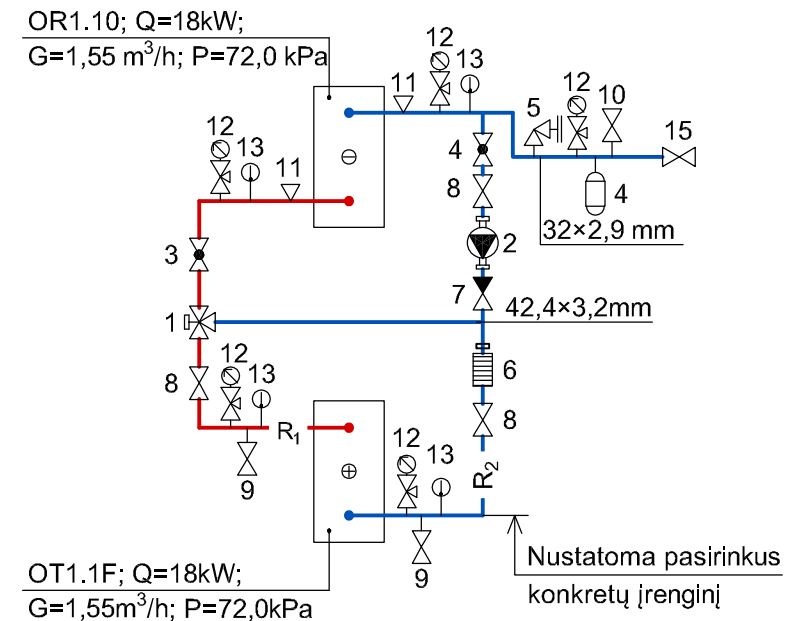 OR1.10; Q=18kW;
G=1,55 m³/h; P=72,0 kPa
12
13
11
5
12
10
15
12
13
11
4
8
4
32×2,9 mm
3
2
7
42,4×3,2mm
1
12
13
8
6
R₁
12
13
8
9
R₂
9
Nustatoma pasirinkus
konkretų įrenginį
OT1.1F; Q=18kW;
G=1,55m³/h; P=72,0kPa